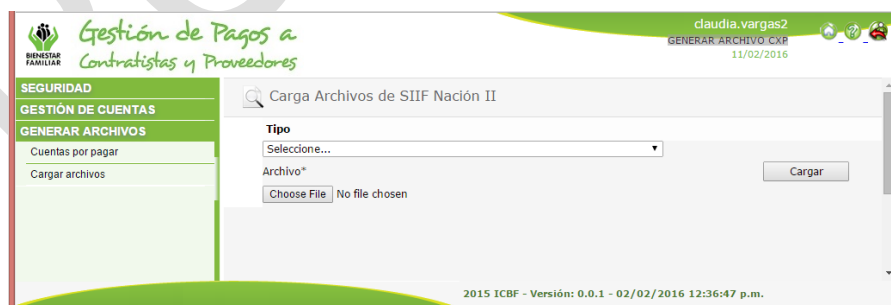 BIENESTAR
FAMILIAR
Gestión de Pagos a
Contratistas y Proveedores
claudia.vargas2
GENERAR ARCHIVO CXP
11/02/2016
SEGURIDAD
GESTIÓN DE CUENTAS
GENERAR ARCHIVOS
Cuentas por pagar
Cargar archivos
Carga Archivos de SIIF Nación II
Tipo
Seleccione...
Archivo*
Cargar
Choose File No file chosen
2015 ICBF - Versión: 0.0.1 - 02/02/2016 12:36:47 p.m.